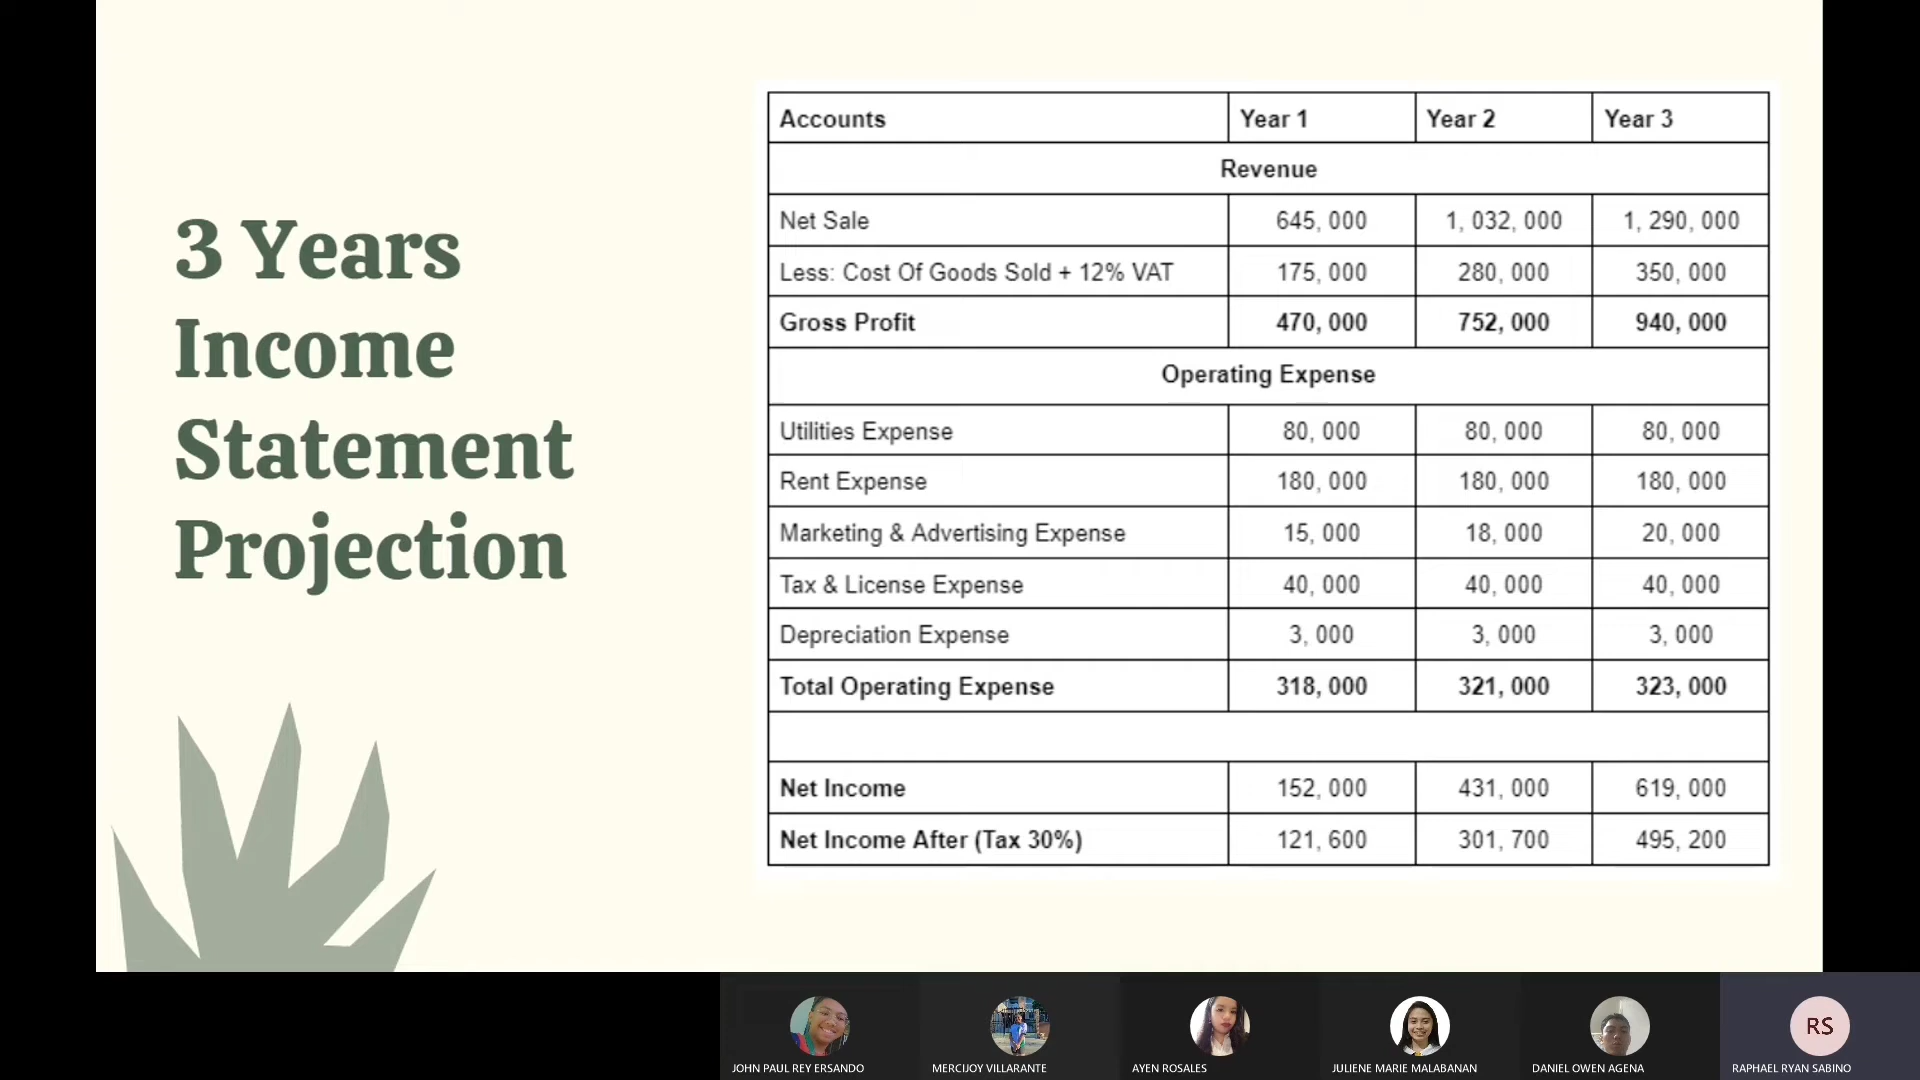 3 Years
Income
Statement
Projection
Accounts Year 1 Year 2 Year 3
Revenue
Net Sale 645, 000 1, 032, 000 1, 290, 000
Less: Cost Of Goods Sold + 12% VAT 175, 000 280, 000 350, 000
Gross Profit 470, 000 752, 000 940, 000
Operating Expense
Utilities Expense 80, 000 80, 000 80, 000
Rent Expense 180, 000 180, 000 180, 000
Marketing & Advertising Expense 15, 000 18, 000 20, 000
Tax & License Expense 40, 000 40, 000 40, 000
Depreciation Expense 3, 000 3, 000 3, 000
Total Operating Expense 318, 000 321, 000 323, 000
Net Income 152, 000 431, 000 619, 000
Net Income After (Tax 30%) 121, 600 301, 700 495, 200
RS
JOHN PAUL REY ERSANDO MERCIJOY VILLARANTE AYEN ROSALES JULIENE MARIE MALABANAN DANIEL OWEN AGENA RAPHAEL RYAN SABINO